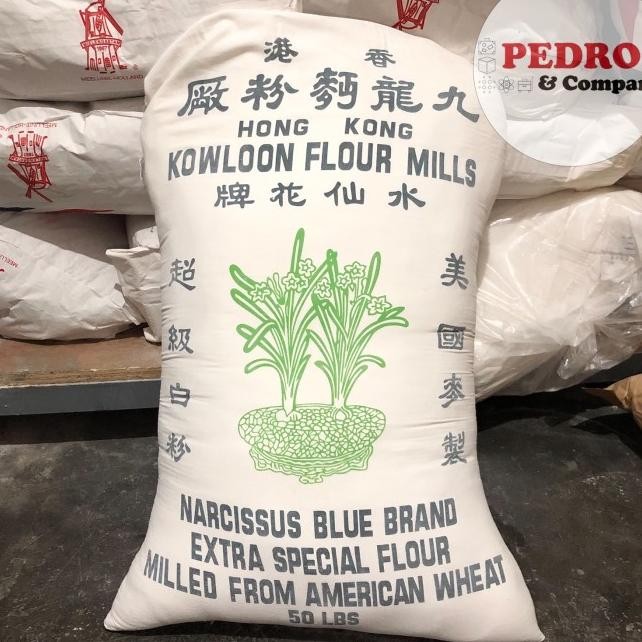 香港
九龍麪粉廠
HONG KONG
KOWLOON FLOUR MILLS
水仙花牌
美國麥製
超級白粉
NARCISSUS BLUE BRAND
EXTRA SPECIAL FLOUR
MILLED FROM AMERICAN WHEAT
50 LBS
PEDRO
& Compan
MEELUNIE-HOLLAND